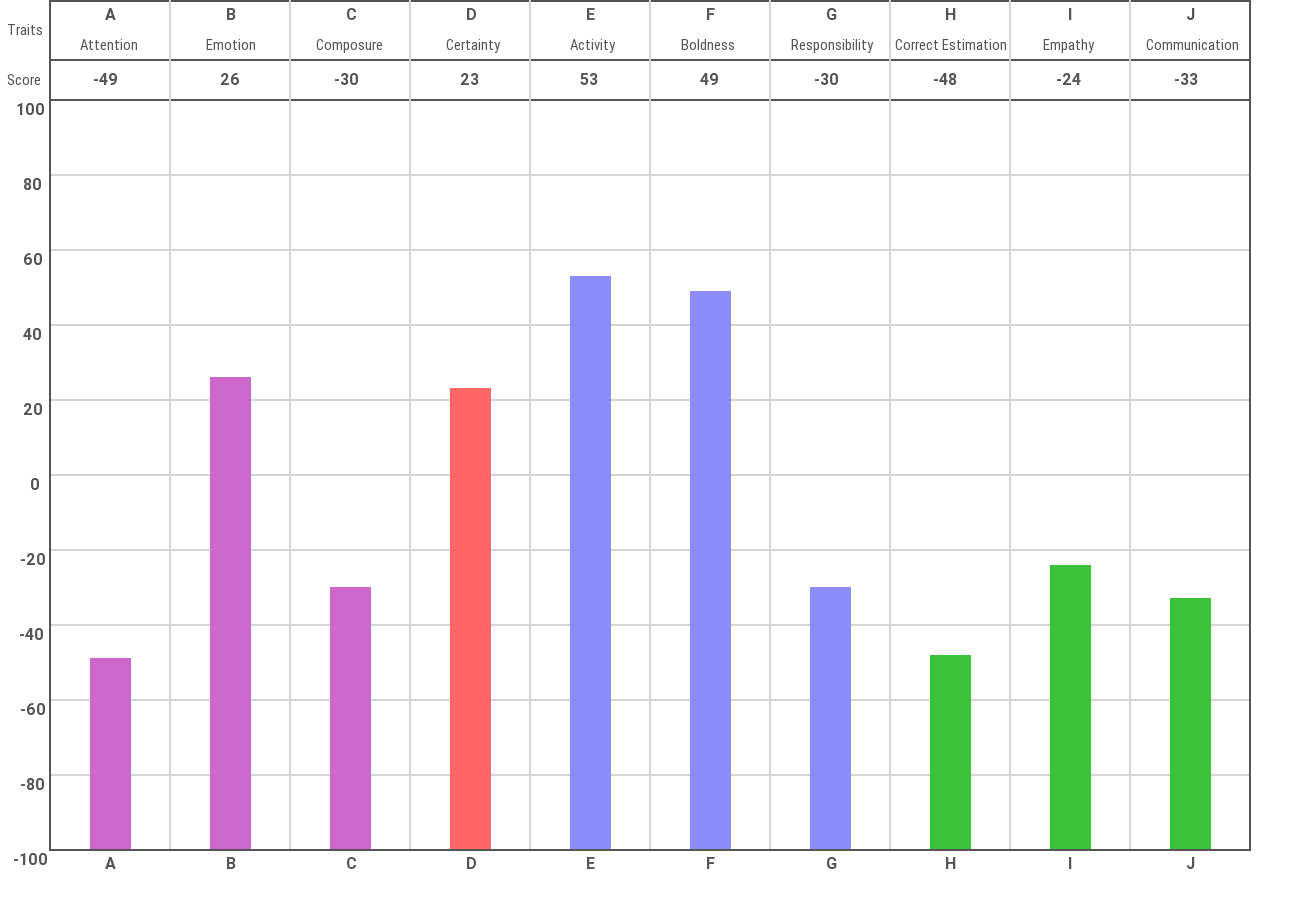 A B C D E F G H I J
Traits
Attention Emotion Composure Certainty Activity Boldness Responsibility Correct Estimation Empathy Communication
Score -49 26 -30 23 53 49 -30 -48 -24 -33
100
80
60
40
20
0
-20
-40
-60
-80
-100
A B C D E F G H I J